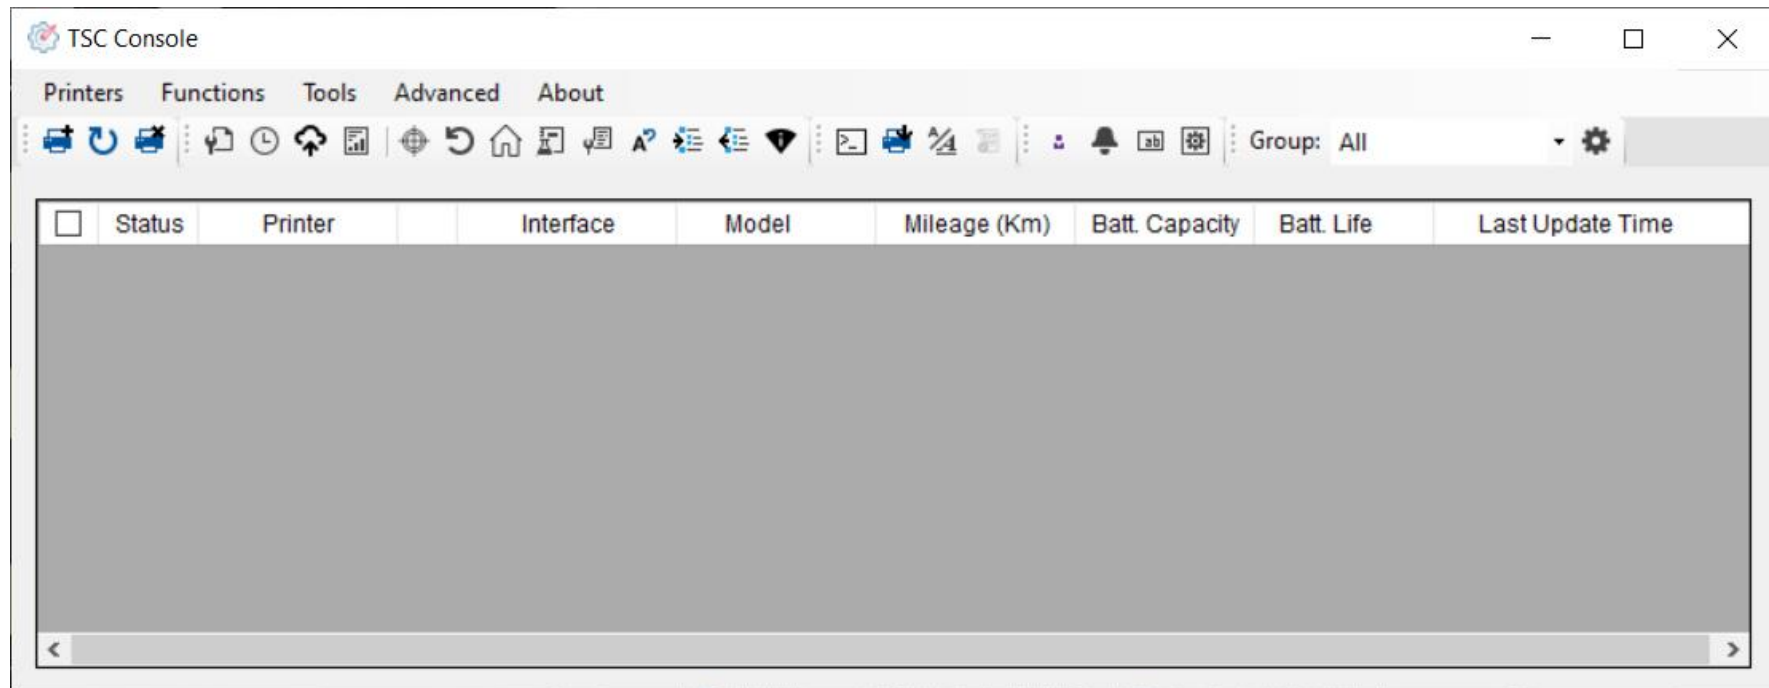 TSC Console
Printers Functions Tools Advanced About
Group: All
Status Printer Interface Model Mileage (Km) Batt. Capacity Batt. Life Last Update Time